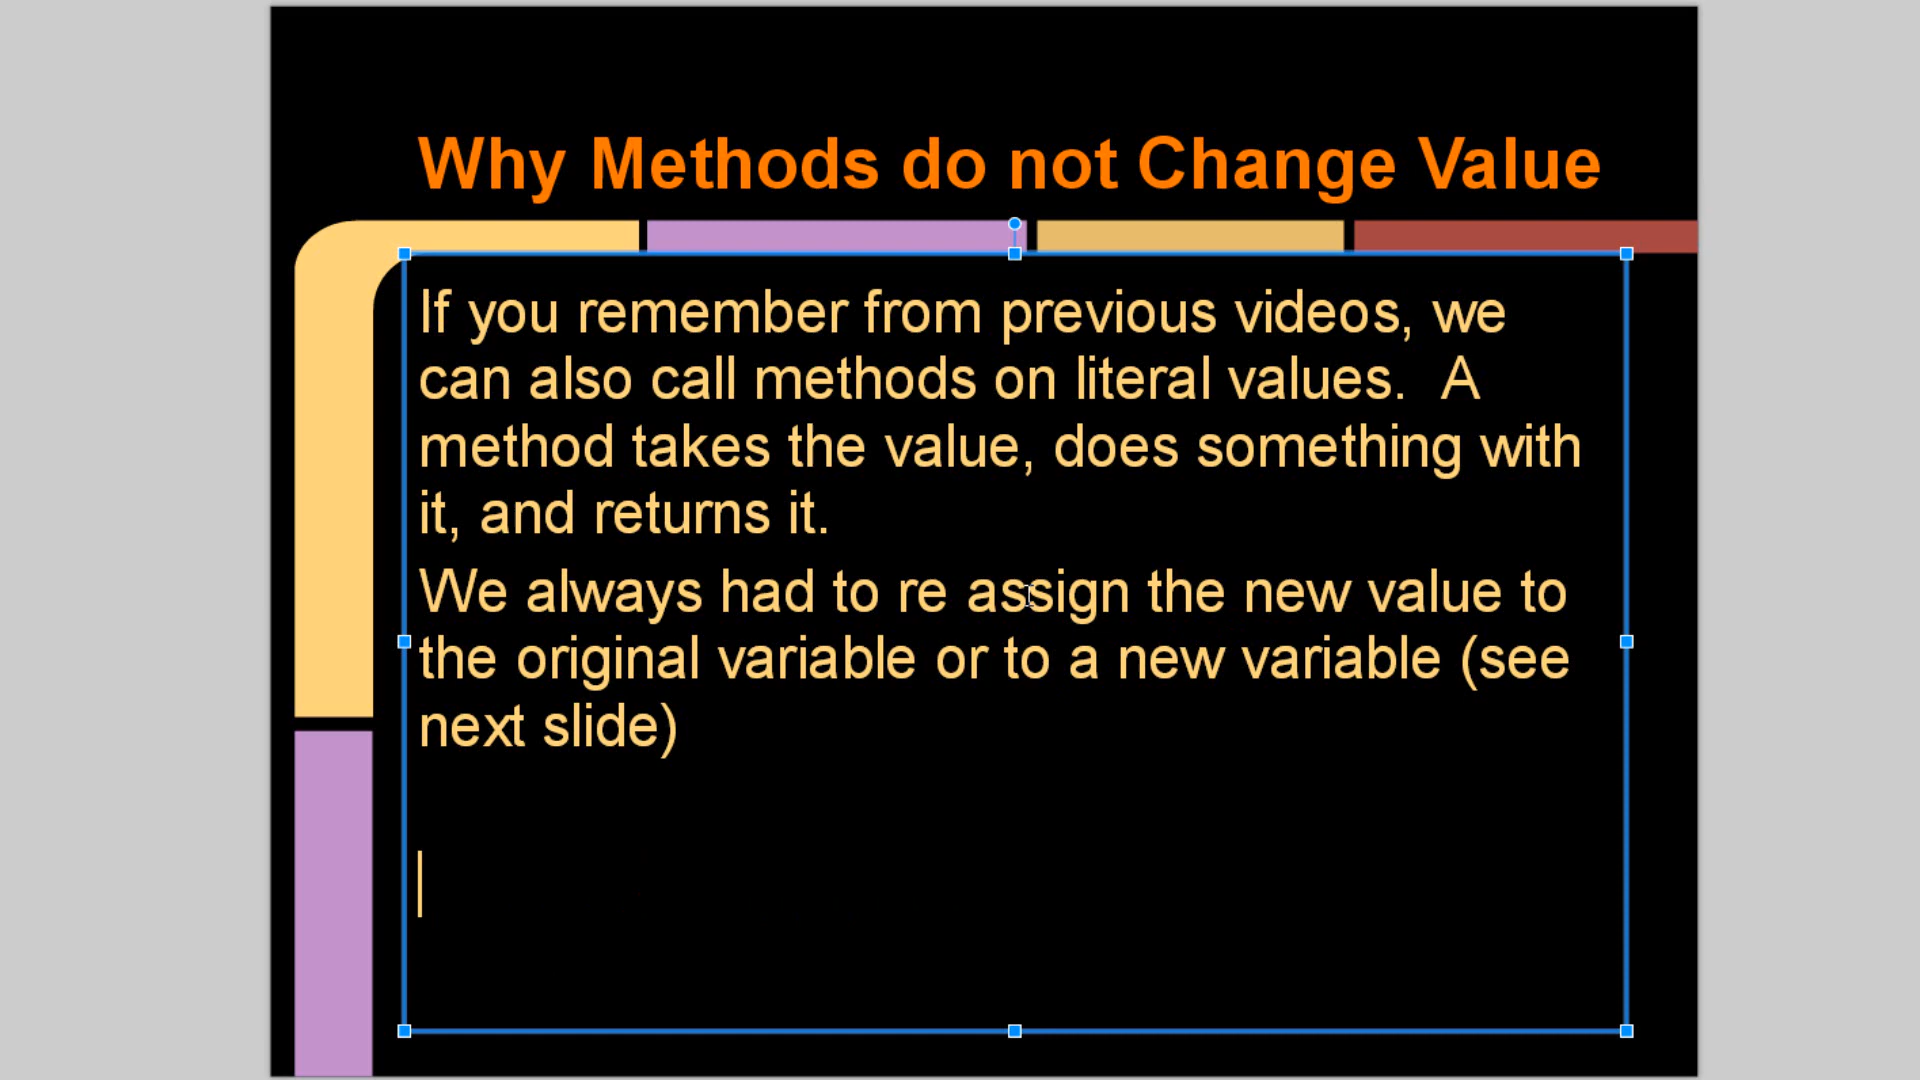 Why Methods do not Change Value
If you remember from previous videos, we
can also call methods on literal values.  A
method takes the value, does something with
it, and returns it.
We always had to re assign the new value to
the original variable or to a new variable (see
next slide)